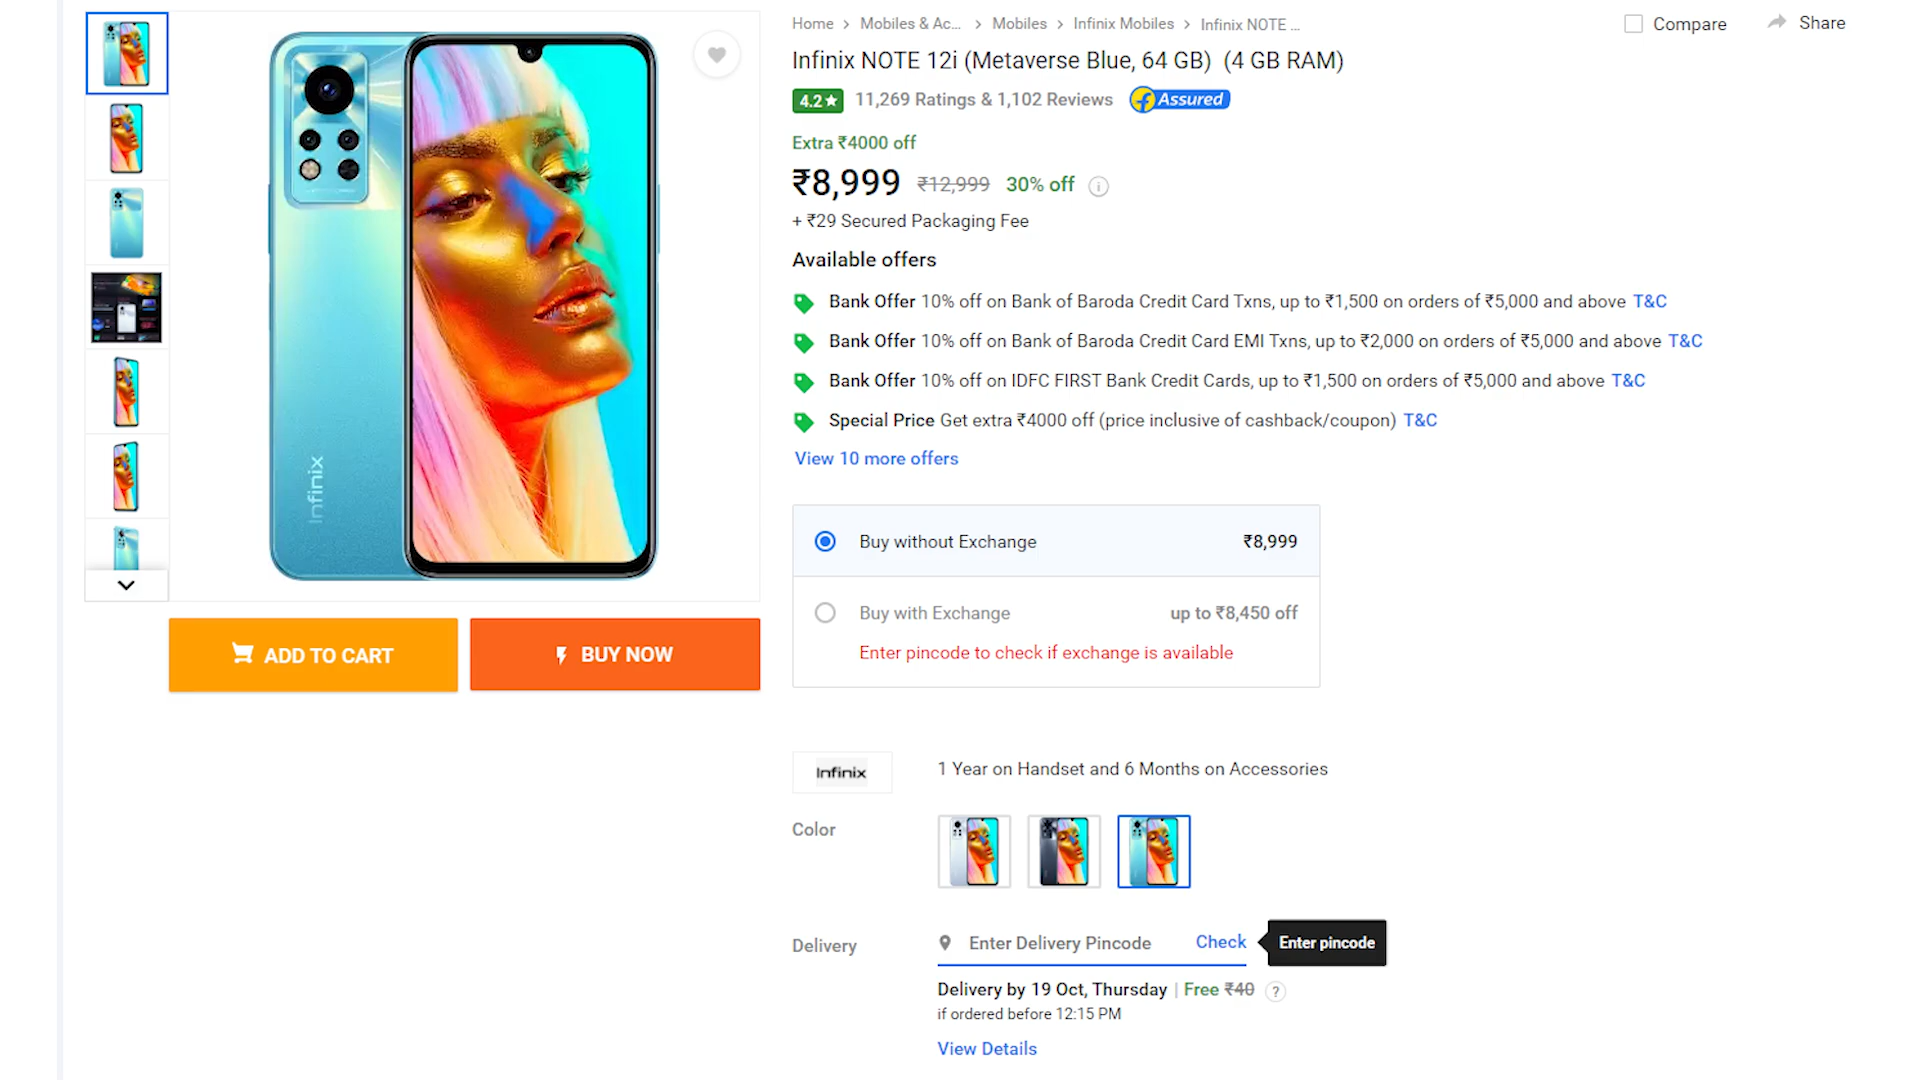 Home > Mobiles & Ac... > Mobiles > Infinix Mobiles > Infinix NOTE ...
Compare
Share
Infinix NOTE 12i (Metaverse Blue, 64 GB) (4 GB RAM)
4.2★ 11,269 Ratings & 1,102 Reviews f Assured
Extra ₹4000 off
₹8,999 ₹12,999 30% off i
+ ₹29 Secured Packaging Fee
Available offers
Bank Offer 10% off on Bank of Baroda Credit Card Txns, up to ₹1,500 on orders of ₹5,000 and above T&C
Bank Offer 10% off on Bank of Baroda Credit Card EMI Txns, up to ₹2,000 on orders of ₹5,000 and above T&C
Bank Offer 10% off on IDFC FIRST Bank Credit Cards, up to ₹1,500 on orders of ₹5,000 and above T&C
Special Price Get extra ₹4000 off (price inclusive of cashback/coupon) T&C
View 10 more offers
Infinix
ADD TO CART
BUY NOW
Buy without Exchange ₹8,999
Buy with Exchange up to ₹8,450 off
Enter pincode to check if exchange is available
Infinix 1 Year on Handset and 6 Months on Accessories
Color
Delivery Enter Delivery Pincode Check Enter pincode
Delivery by 19 Oct, Thursday | Free ₹40 ?
if ordered before 12:15 PM
View Details